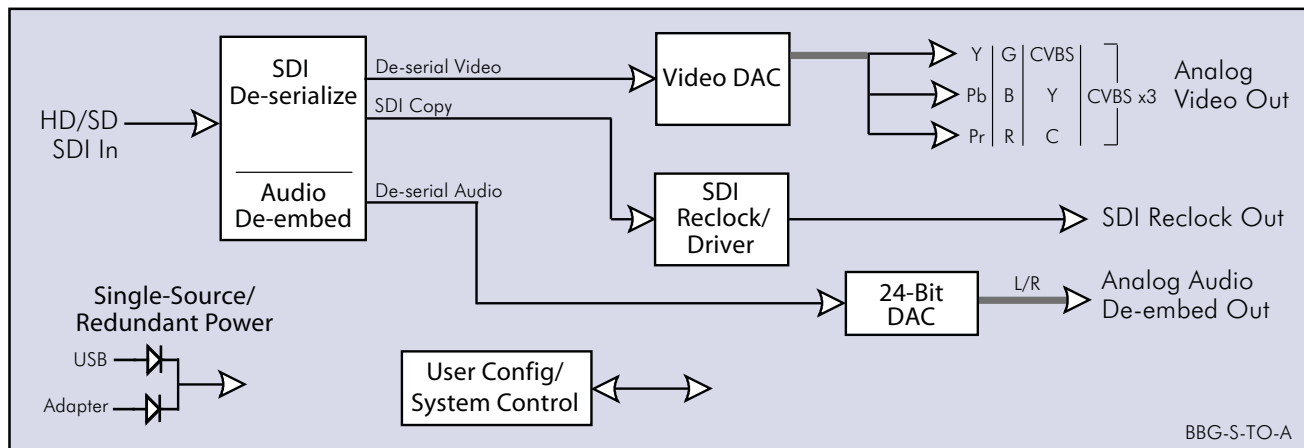 HD/SD
SDI In
SDI
De-serialize
Audio
De-embed
De-serial Video
SDI Copy
De-serial Audio
Video DAC
Y G CVBS
Pb B Y CVBS x3
Pr R C
Analog
Video Out
SDI
Reclock/
Driver
SDI Reclock Out
24-Bit
DAC
L/R
Analog Audio
De-embed Out
Single-Source/
Redundant Power
USB
Adapter
User Config/
System Control
BBG-S-TO-A